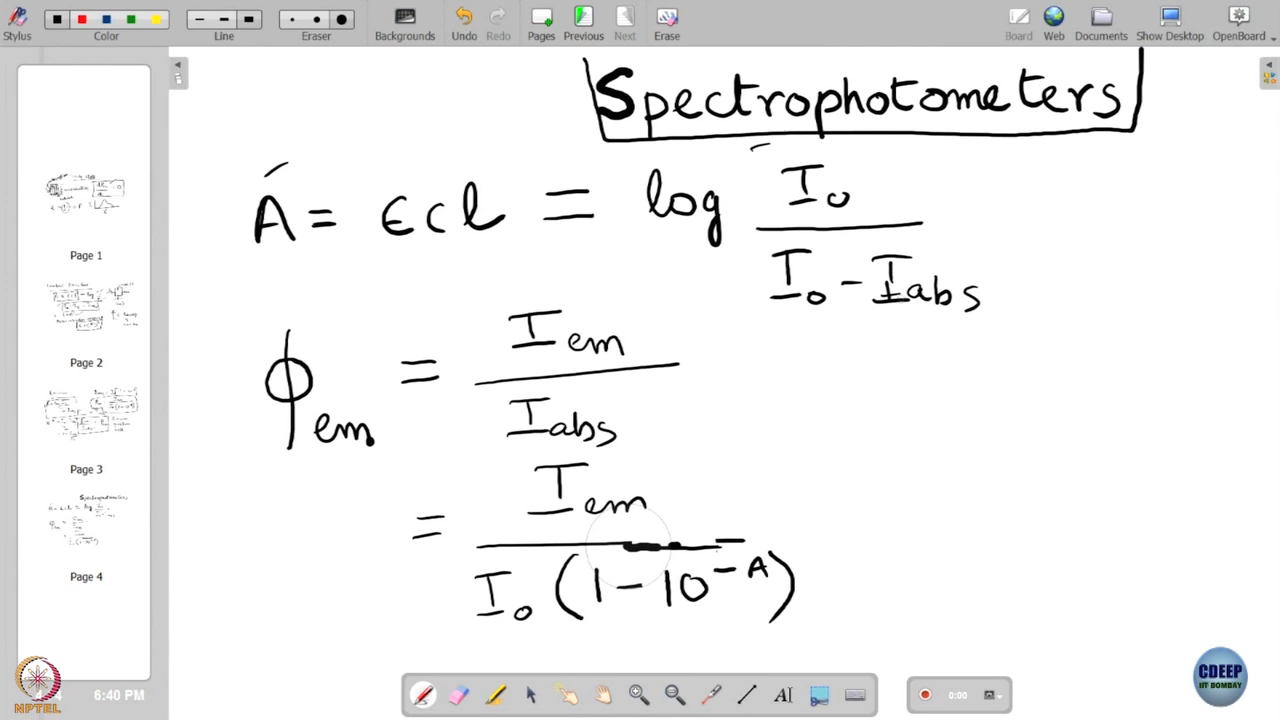 Stylus
Color
Line
Eraser
Backgrounds
Undo
Redo
Pages
Previous
Next
Erase
Board
Web
Documents
Show Desktop
OpenBoard
Spectrophotometers
A = εcl = log I₀ / (I₀ - I_abs)
ϕ_em = I_em / I_abs
= I_em / I₀ (1 - 10^-A)
Page 1
Page 2
Page 3
Page 4
6:40 PM
NPTEL
0:00
CDEEP
IIT BOMBAY